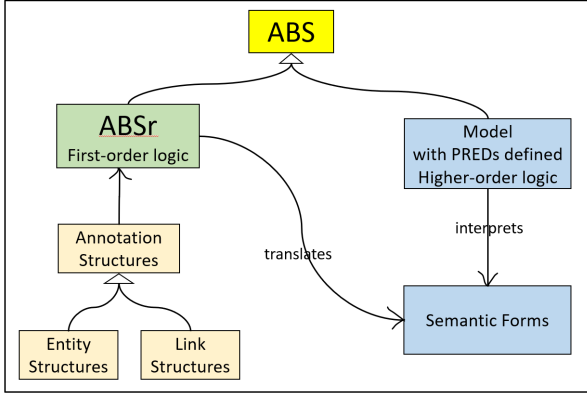 ABS
ABSr
First-order logic
Model
with PREDs defined
Higher-order logic
Annotation
Structures
translates
interprets
Semantic Forms
Entity
Structures
Link
Structures